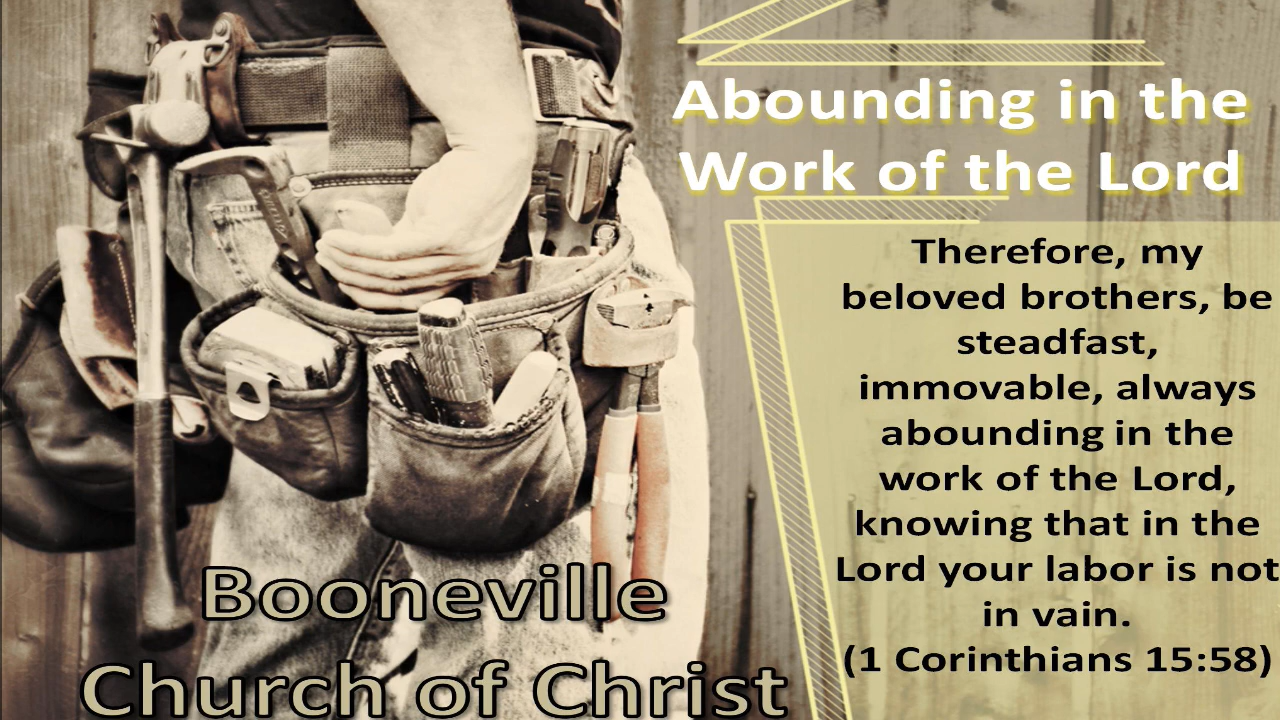 Abounding in the
Work of the Lord
Therefore, my
beloved brothers, be
steadfast,
immovable, always
abounding in the
work of the Lord,
knowing that in the
Lord your labor is not
in vain.
(1 Corinthians 15:58)
Booneville
Church of Christ